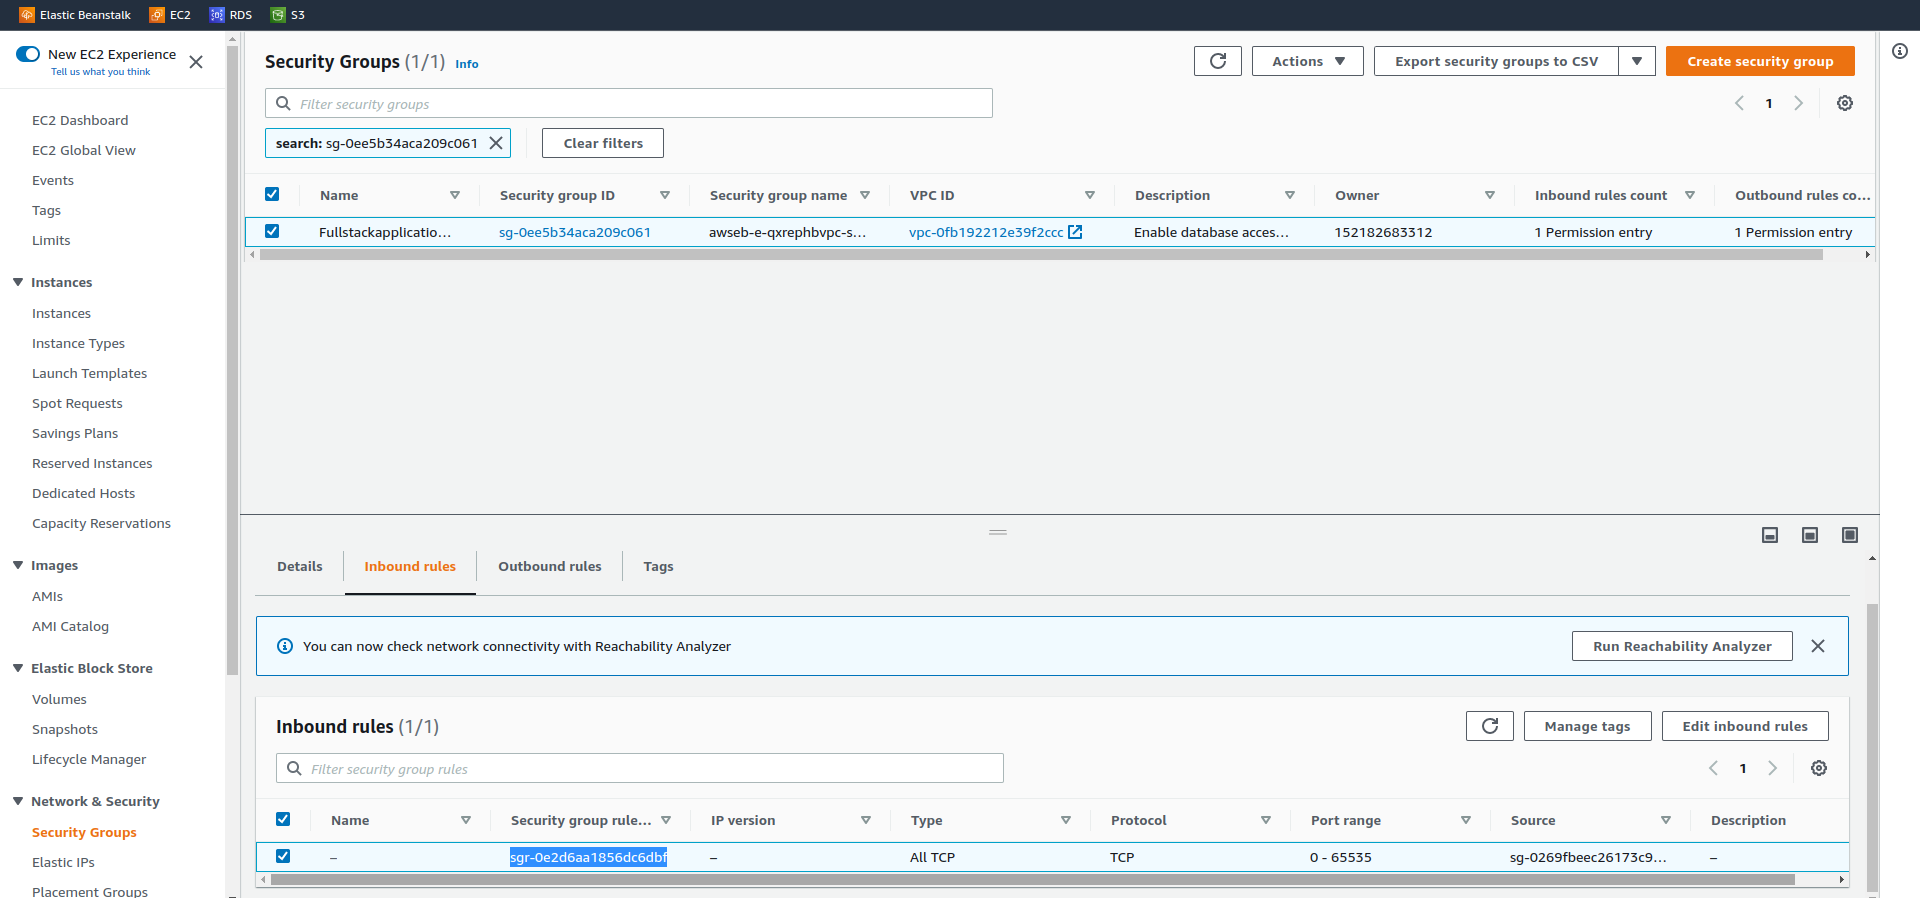 Elastic Beanstalk EC2 RDS S3
New EC2 Experience
Tell us what you think
EC2 Dashboard
EC2 Global View
Events
Tags
Limits
Instances
Instances
Instance Types
Launch Templates
Spot Requests
Savings Plans
Reserved Instances
Dedicated Hosts
Capacity Reservations
Images
AMIs
AMI Catalog
Elastic Block Store
Volumes
Snapshots
Lifecycle Manager
Network & Security
Security Groups
Elastic IPs
Placement Groups
Security Groups (1/1) Info
Actions
Export security groups to CSV
Create security group
Filter security groups
1
search: sg-0ee5b34aca209c061
Clear filters
Name Security group ID Security group name VPC ID Description Owner Inbound rules count Outbound rules co...
Fullstackapplicatio... sg-0ee5b34aca209c061 awseb-e-qxrephbvpc-s... vpc-0fb192212e39f2ccc Enable database acces... 152182683312 1 Permission entry 1 Permission entry
Details Inbound rules Outbound rules Tags
You can now check network connectivity with Reachability Analyzer
Run Reachability Analyzer
Inbound rules (1/1)
Manage tags
Edit inbound rules
Filter security group rules
1
Name Security group rule... IP version Type Protocol Port range Source Description
– sgr-0e2d6aa1856dc6dbf – All TCP TCP 0 - 65535 sg-0269fbeec26173c9... –